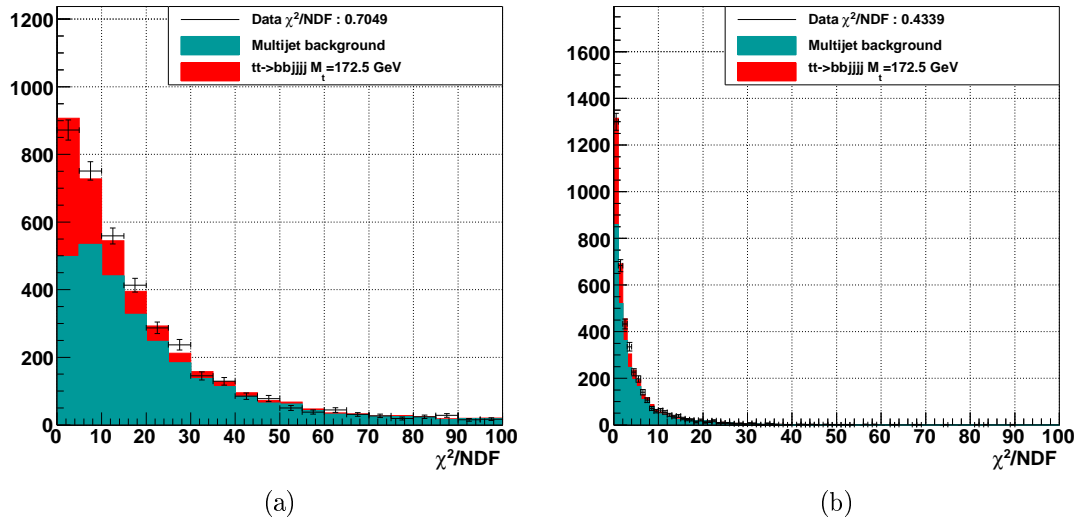 Data χ²/NDF : 0.7049
Multijet background
tt->bbjjjj M_t=172.5 GeV
1200
1000
800
600
400
200
0
0 10 20 30 40 50 60 70 80 90 100
χ²/NDF
(a)
Data χ²/NDF : 0.4339
Multijet background
tt->bbjjjj M_t=172.5 GeV
1600
1400
1200
1000
800
600
400
200
0
0 10 20 30 40 50 60 70 80 90 100
χ²/NDF
(b)